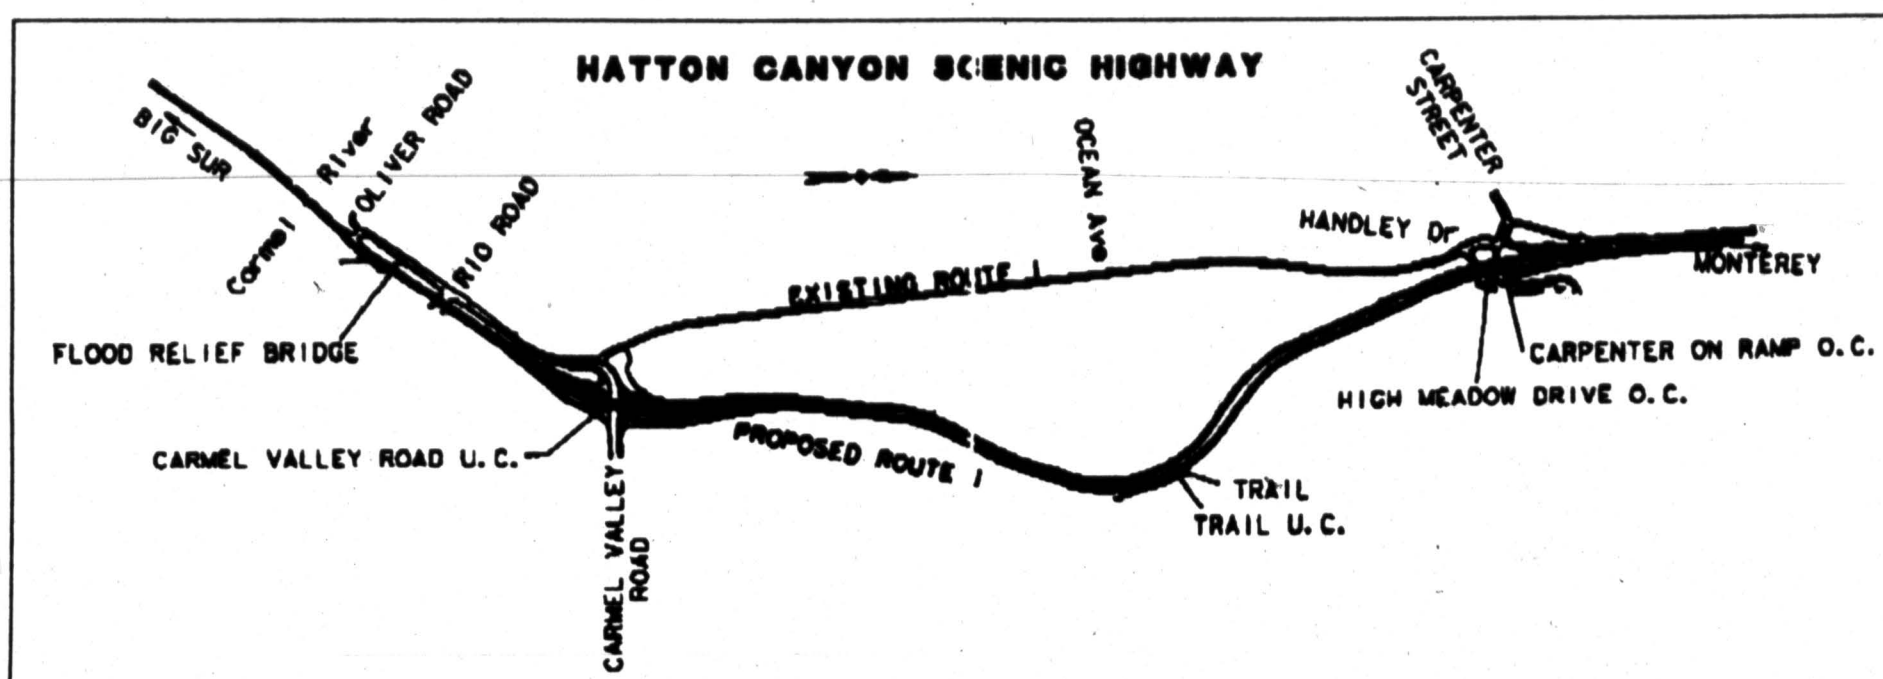 HATTON CANYON SCENIC HIGHWAY
BIG SUR
River
OLIVER ROAD
Carmel
RIO ROAD
OCEAN Ave
CARPENTER
STREET
HANDLEY Dr
EXISTING ROUTE 1
MONTEREY
FLOOD RELIEF BRIDGE
CARPENTER ON RAMP O.C.
HIGH MEADOW DRIVE O.C.
CARMEL VALLEY ROAD U.C.
PROPOSED ROUTE 1
TRAIL
TRAIL U.C.
CARMEL VALLEY
ROAD